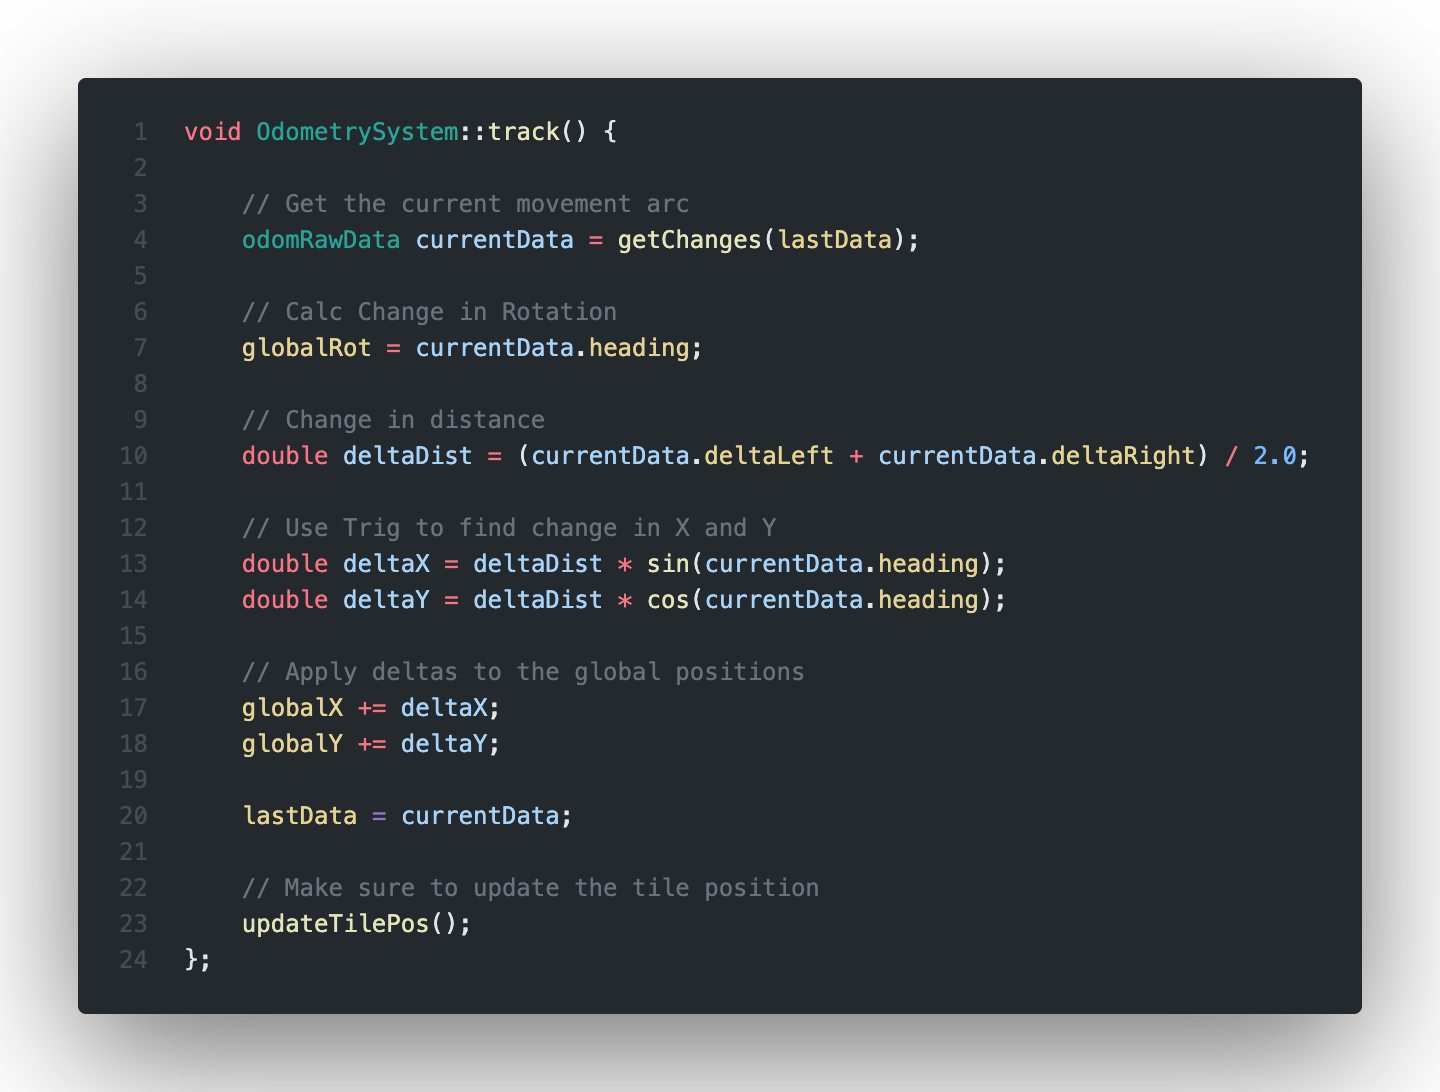 1 void OdometrySystem::track() {
2
3     // Get the current movement arc
4     odomRawData currentData = getChanges(lastData);
5
6     // Calc Change in Rotation
7     globalRot = currentData.heading;
8
9     // Change in distance
10     double deltaDist = (currentData.deltaLeft + currentData.deltaRight) / 2.0;
11
12     // Use Trig to find change in X and Y
13     double deltaX = deltaDist * sin(currentData.heading);
14     double deltaY = deltaDist * cos(currentData.heading);
15
16     // Apply deltas to the global positions
17     globalX += deltaX;
18     globalY += deltaY;
19
20     lastData = currentData;
21
22     // Make sure to update the tile position
23     updateTilePos();
24 };